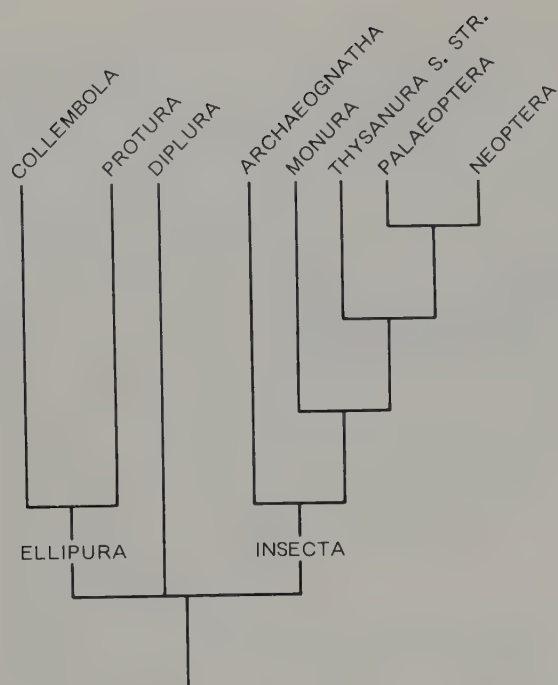 COLLEMBOLA
PROTURA
DIPLURA
ARCHAEOGNATHA
MONURA
THYSANURA S. STR.
PALAEOPTERA
NEOPTERA
ELLIPURA
INSECTA